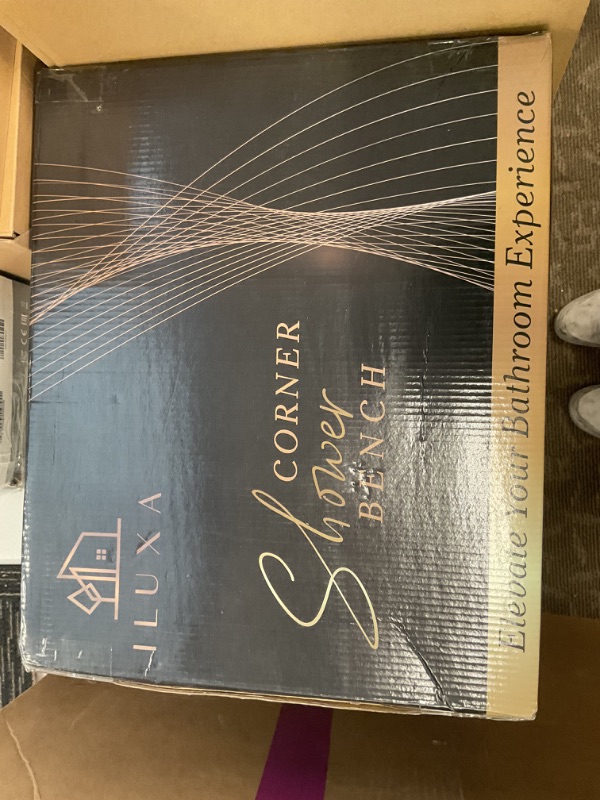 ILUXA
CORNER
Shower
BENCH
Elevate Your Bathroom Experience